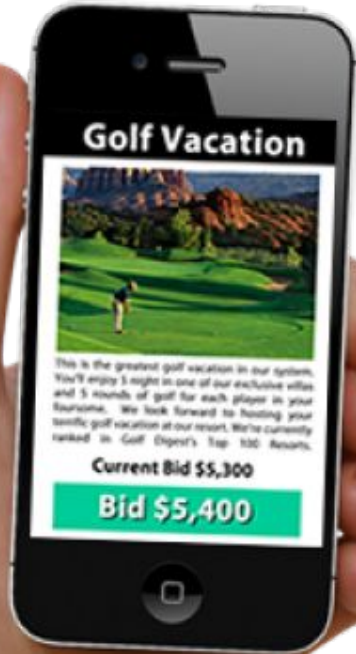 Golf Vacation
This is the greatest golf vacation in our system.
You'll enjoy 5 night in one of our exclusive villas
and 5 rounds of golf for each player in your
foursome. We look forward to hosting your
terrific golf vacation at our resort. We're currently
ranked in Golf Digest's Top 100 Resorts.
Current Bid $5,300
Bid $5,400